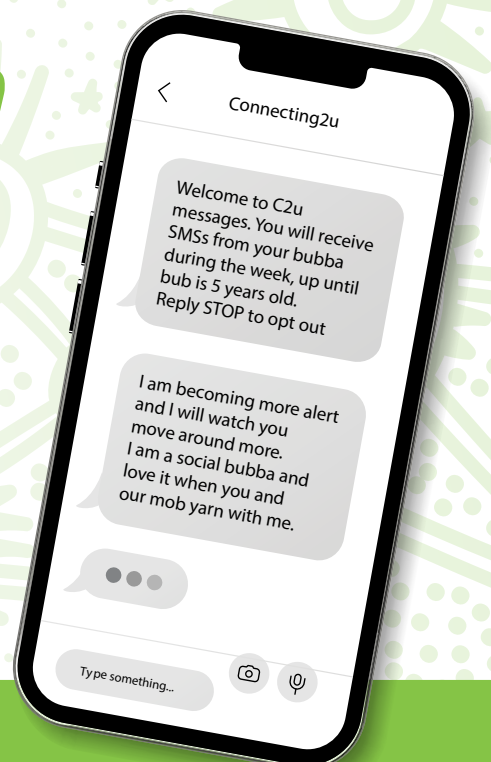 Connecting2u
Welcome to C2u
messages. You will receive
SMSs from your bubba
during the week, up until
bub is 5 years old.
Reply STOP to opt out
I am becoming more alert
and I will watch you
move around more.
I am a social bubba and
love it when you and
our mob yarn with me.
Type something...